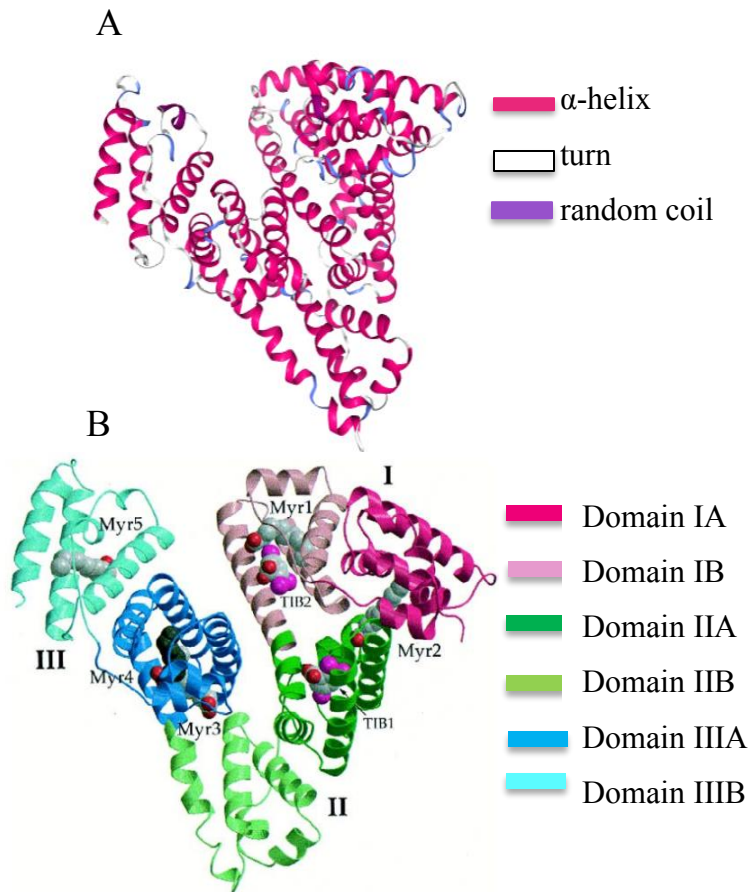 A
α-helix
turn
random coil
B
I
Myr1
Myr5
TIB2
Myr2
III
Myr4
Myr3
TIB1
II
Domain IA
Domain IB
Domain IIA
Domain IIB
Domain IIIA
Domain IIIB